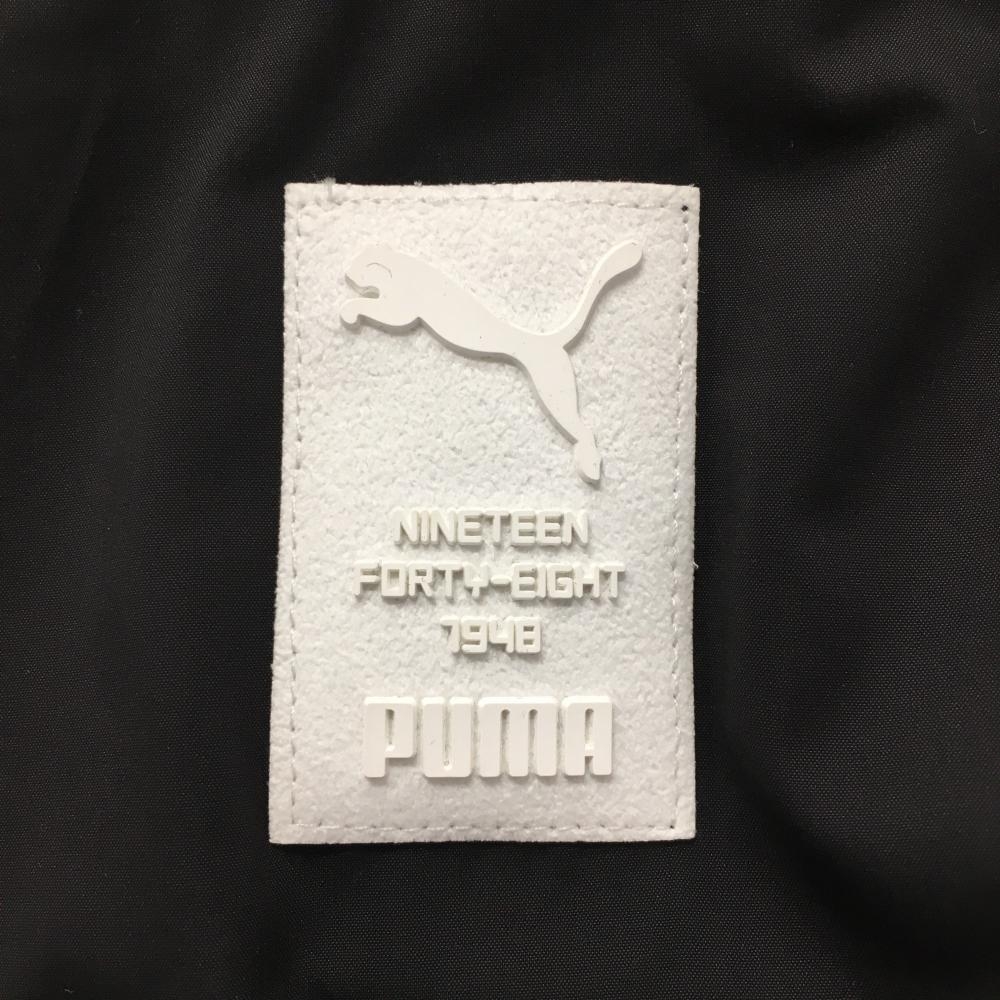 NINETEEN
FORTY-EIGHT
1948
PUMA